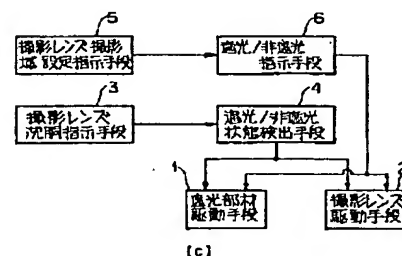 5
撮影レンズ撮影
域設定指示手段
6
遮光/非遮光
指示手段
3
撮影レンズ
沈胴指示手段
4
遮光/非遮光
状態検出手段
1
遮光部材
駆動手段
2
撮影レンズ
駆動手段
[c]